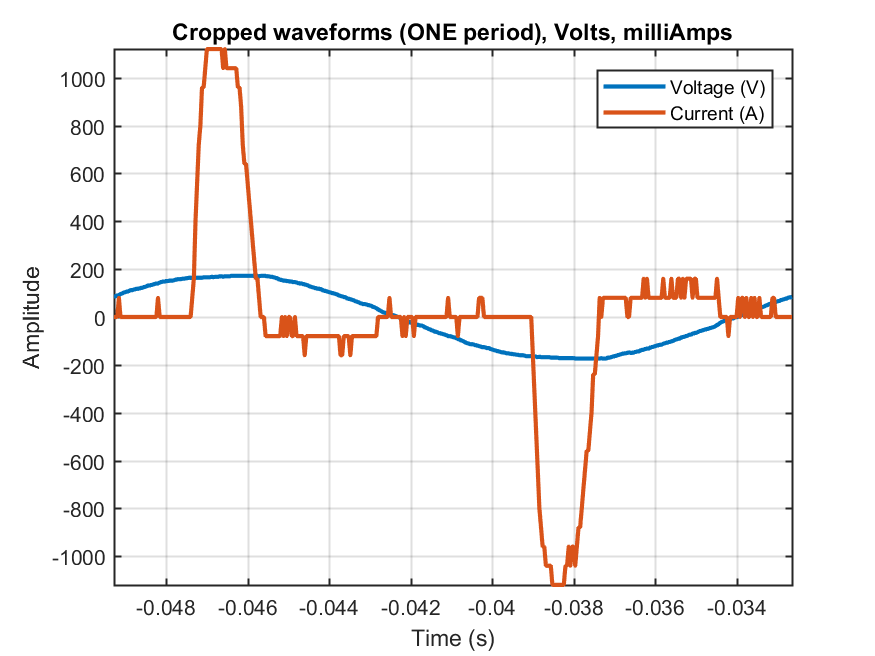 Cropped waveforms (ONE period), Volts, milliAmps
Voltage (V)
Current (A)
1000
800
600
400
200
0
-200
-400
-600
-800
-1000
Amplitude
-0.048 -0.046 -0.044 -0.042 -0.04 -0.038 -0.036 -0.034
Time (s)